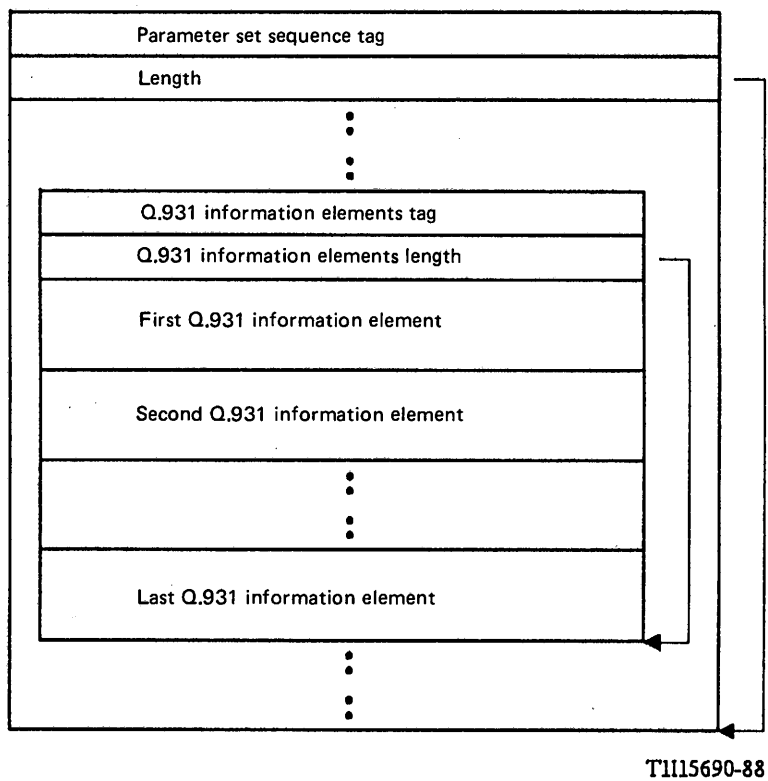 Parameter set sequence tag
Length
Q.931 information elements tag
Q.931 information elements length
First Q.931 information element
Second Q.931 information element
Last Q.931 information element
T1115690-88